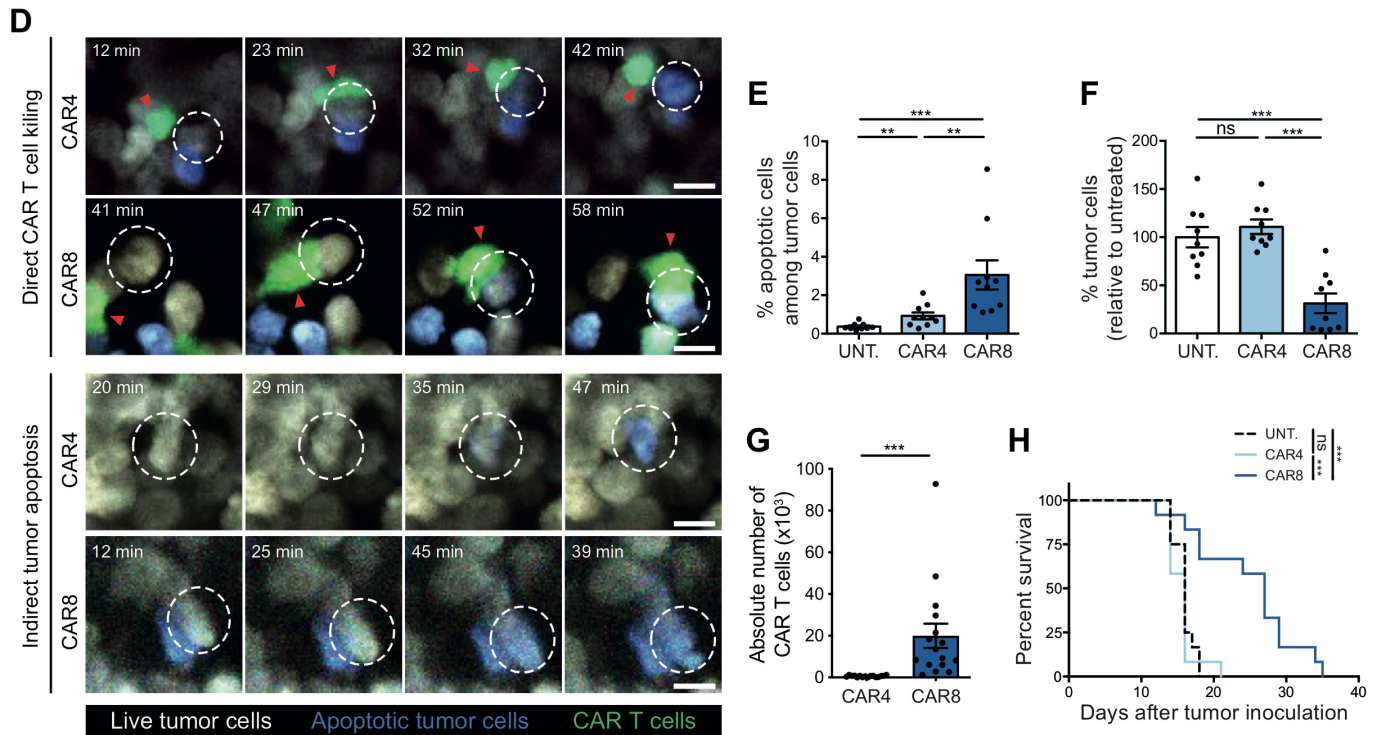 D
Direct CAR T cell kiling
CAR4
12 min
23 min
32 min
42 min
CAR8
41 min
47 min
52 min
58 min
Indirect tumor apoptosis
CAR4
20 min
29 min
35 min
47 min
CAR8
12 min
25 min
45 min
39 min
Live tumor cells
Apoptotic tumor cells
CAR T cells
E
% apoptotic cells
among tumor cells
10
8
6
4
2
0
***
**
**
UNT.
CAR4
CAR8
F
% tumor cells
(relative to untreated)
200
150
100
50
0
***
ns
***
UNT.
CAR4
CAR8
G
Absolute number of
CAR T cells (x10³)
100
80
60
40
20
0
***
CAR4
CAR8
H
UNT.
CAR4
CAR8
ns
***
***
Percent survival
100
75
50
25
0
0
10
20
30
40
Days after tumor inoculation